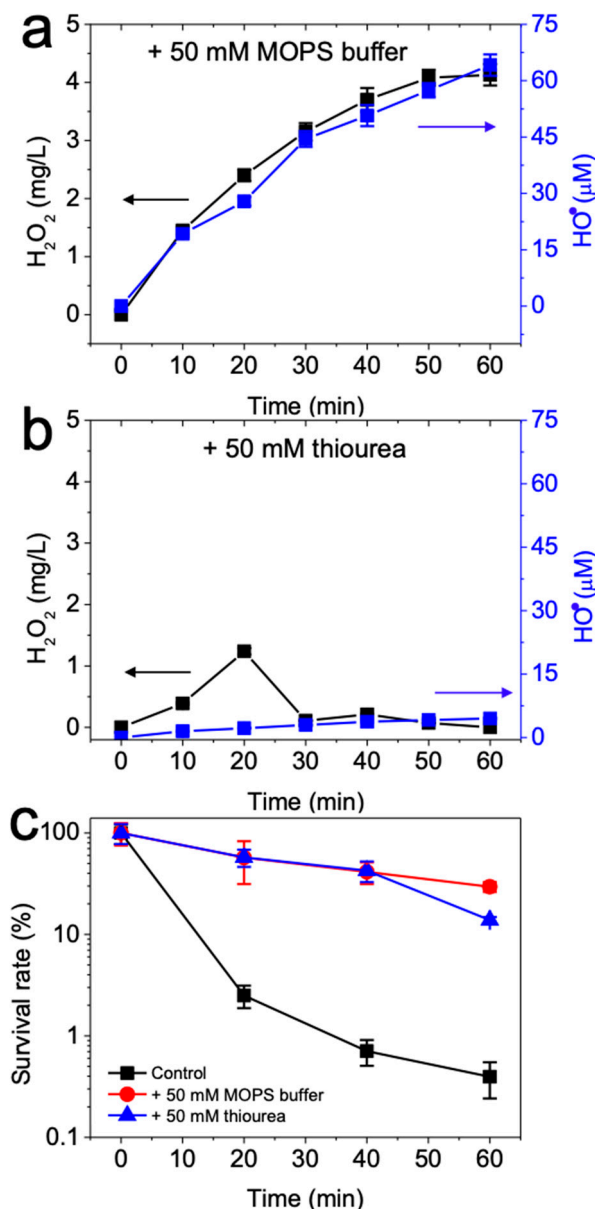 a
+ 50 mM MOPS buffer
5
4
3
2
1
0
H₂O₂ (mg/L)
75
60
45
30
15
0
HO• (μM)
0 10 20 30 40 50 60
Time (min)
b
+ 50 mM thiourea
5
4
3
2
1
0
H₂O₂ (mg/L)
75
60
45
30
15
0
HO• (μM)
0 10 20 30 40 50 60
Time (min)
c
100
10
1
0.1
Survival rate (%)
Control
+ 50 mM MOPS buffer
+ 50 mM thiourea
0 10 20 30 40 50 60
Time (min)